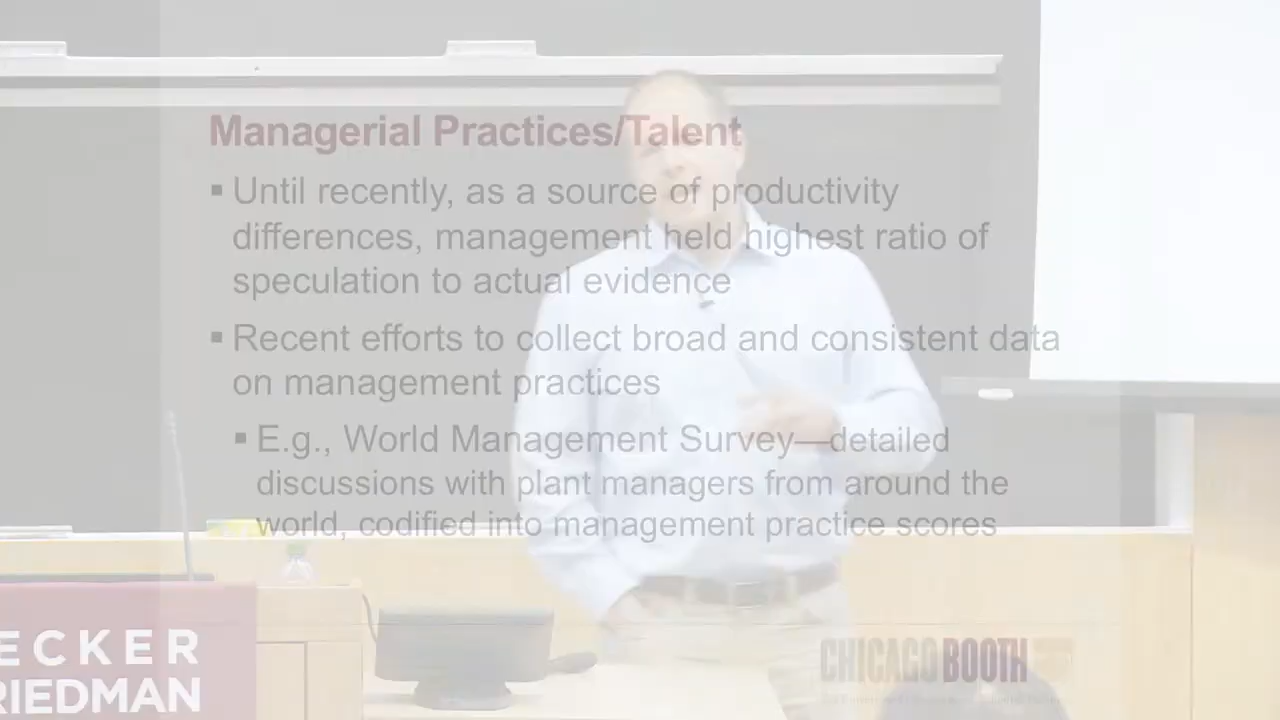 Managerial Practices/Talent
▪ Until recently, as a source of productivity
differences, management held highest ratio of
speculation to actual evidence
▪ Recent efforts to collect broad and consistent data
on management practices
▪ E.g., World Management Survey—detailed
discussions with plant managers from around the
world, codified into management practice scores
ECKER
RIEDMAN
CHICAGO BOOTH